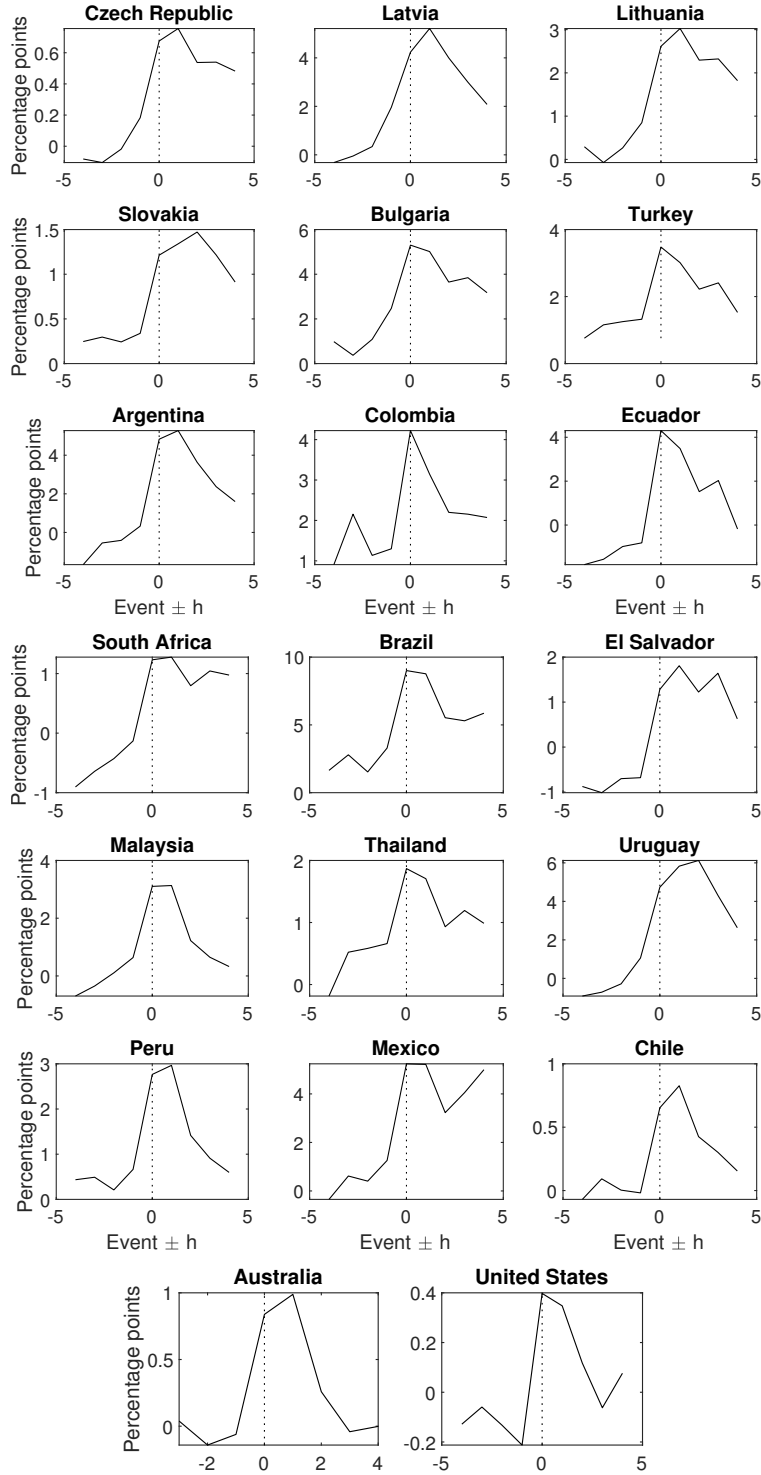 Czech Republic Latvia Lithuania
Percentage points
0.6 4 3
0.4 2
0.2 2 1
0 0 0
-5 0 5 -5 0 5 -5 0 5
Slovakia Bulgaria Turkey
Percentage points
1.5 6
1 4 4
0.5 2 2
0 0 0
-5 0 5 -5 0 5 -5 0 5
Argentina Colombia Ecuador
Percentage points
4 4 4
2 3 2
0 2 0
1
-5 0 5 -5 0 5 -5 0 5
Event ± h Event ± h Event ± h
South Africa Brazil El Salvador
Percentage points
1 10 2
0 5 1
0
-1 0 -1
-5 0 5 -5 0 5 -5 0 5
Malaysia Thailand Uruguay
Percentage points
4 2 6
2 1 4
2
0 0 0
-5 0 5 -5 0 5 -5 0 5
Peru Mexico Chile
Percentage points
3 4 1
2 2 0.5
1
0 0 0
-5 0 5 -5 0 5 -5 0 5
Event ± h Event ± h Event ± h
Australia United States
Percentage points
1 0.4
0.5 0.2
0 0
-0.2
-2 0 2 4 -5 0 5